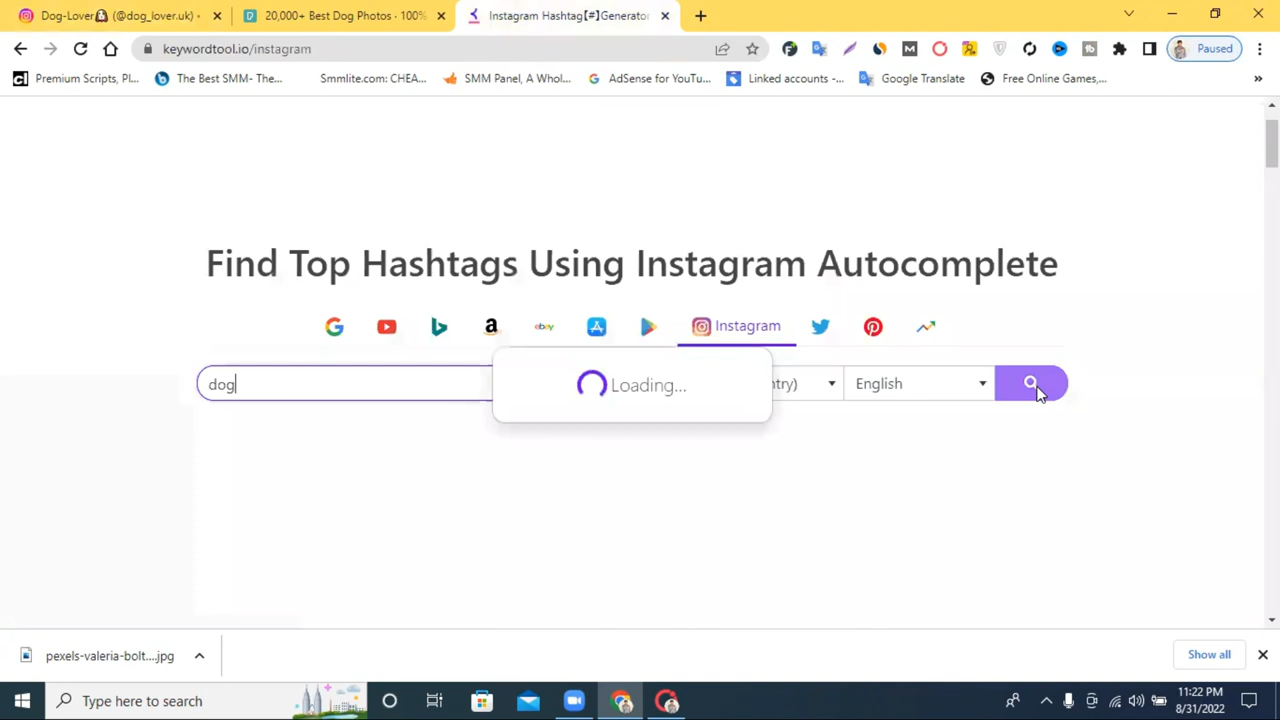 Dog-Lover (@dog_lover.uk) •
20,000+ Best Dog Photos · 100%
Instagram Hashtag【#】Generator
keywordtool.io/instagram
Paused
Premium Scripts, Pl...
The Best SMM- The...
Smmlite.com: CHEA...
SMM Panel, A Whol...
AdSense for YouTu...
Linked accounts -...
Google Translate
Free Online Games,...
Find Top Hashtags Using Instagram Autocomplete
ebay
Instagram
dog
Loading...
ntry)
English
pexels-valeria-bolt....jpg
Show all
Type here to search
11:22 PM
8/31/2022